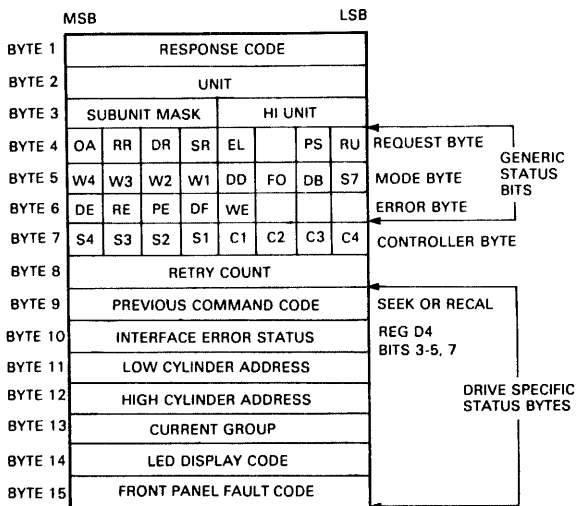 MSB LSB
BYTE 1 RESPONSE CODE
BYTE 2 UNIT
BYTE 3 SUBUNIT MASK HI UNIT
BYTE 4 OA RR DR SR EL PS RU REQUEST BYTE
GENERIC STATUS BITS
BYTE 5 W4 W3 W2 W1 DD FO DB S7 MODE BYTE
BYTE 6 DE RE PE DF WE ERROR BYTE
BYTE 7 S4 S3 S2 S1 C1 C2 C3 C4 CONTROLLER BYTE
BYTE 8 RETRY COUNT
BYTE 9 PREVIOUS COMMAND CODE SEEK OR RECAL
BYTE 10 INTERFACE ERROR STATUS REG D4 BITS 3-5, 7
BYTE 11 LOW CYLINDER ADDRESS
BYTE 12 HIGH CYLINDER ADDRESS
DRIVE SPECIFIC STATUS BYTES
BYTE 13 CURRENT GROUP
BYTE 14 LED DISPLAY CODE
BYTE 15 FRONT PANEL FAULT CODE